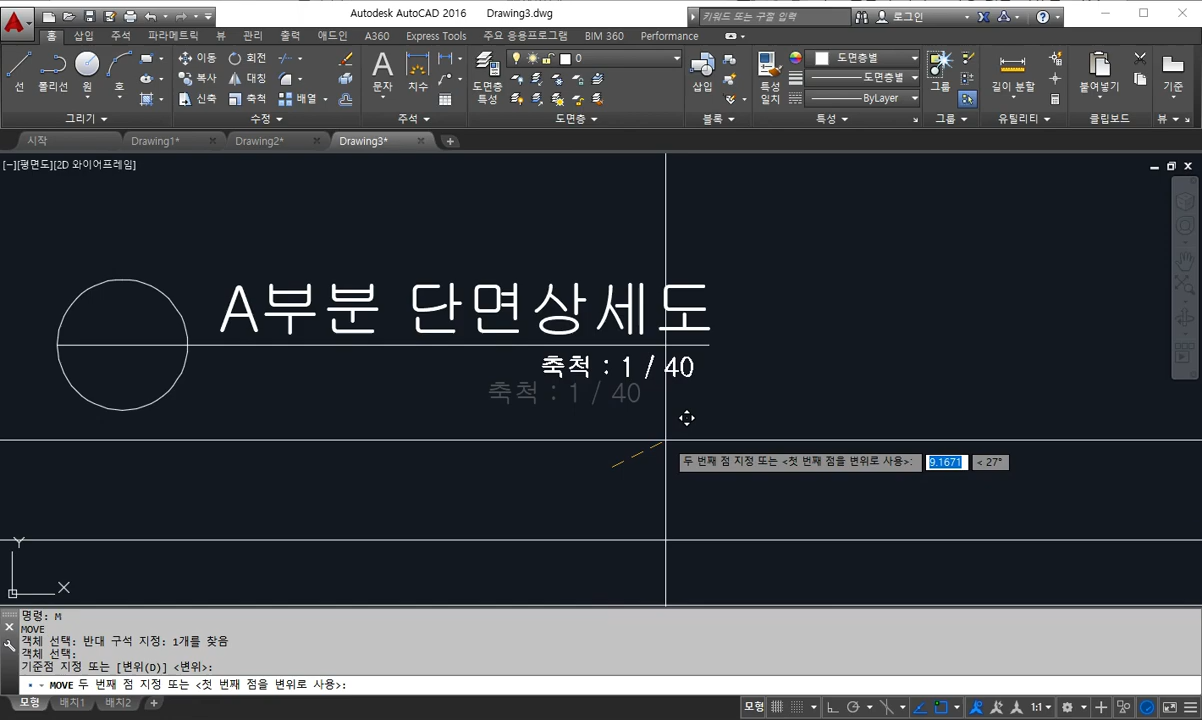 Autodesk AutoCAD 2016 Drawing3.dwg
키워드 또는 구절 입력
로그인
홈 삽입 주석 파라메트릭 뷰 관리 출력 애드인 A360 Express Tools 주요 응용프로그램 BIM 360 Performance
선 폴리선 원 호
이동 회전
복사 대칭
신축 축척 배열
문자 치수
도면층 특성
0
삽입
특성 일치
도면층별
도면층별
ByLayer
그룹
길이 분할
붙여넣기
기준
그리기 수정 주석 도면층 블록 특성 그룹 유틸리티 클립보드 뷰
시작 Drawing1* Drawing2* Drawing3*
[−][평면도][2D 와이어프레임]
A부분 단면상세도
축척 : 1 / 40
축척 : 1 / 40
두 번째 점 지정 또는 <첫 번째 점을 변위로 사용>: 9.1671 < 27°
Y
X
명령: M
MOVE
객체 선택: 반대 구석 지정: 1개를 찾음
객체 선택:
기준점 지정 또는 [변위(D)] <변위>:
MOVE 두 번째 점 지정 또는 <첫 번째 점을 변위로 사용>:
모형 배치1 배치2
모형
1:1